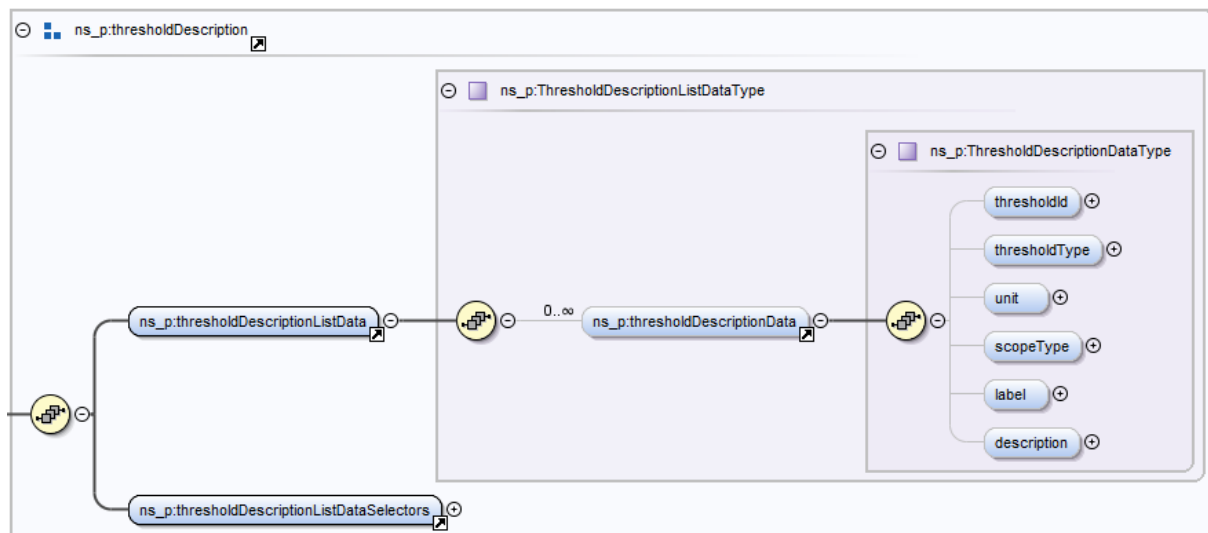 ns_p:thresholdDescription
ns_p:ThresholdDescriptionListDataType
ns_p:ThresholdDescriptionDataType
thresholdId
thresholdType
unit
scopeType
label
description
0..∞
ns_p:thresholdDescriptionData
ns_p:thresholdDescriptionListData
ns_p:thresholdDescriptionListDataSelectors